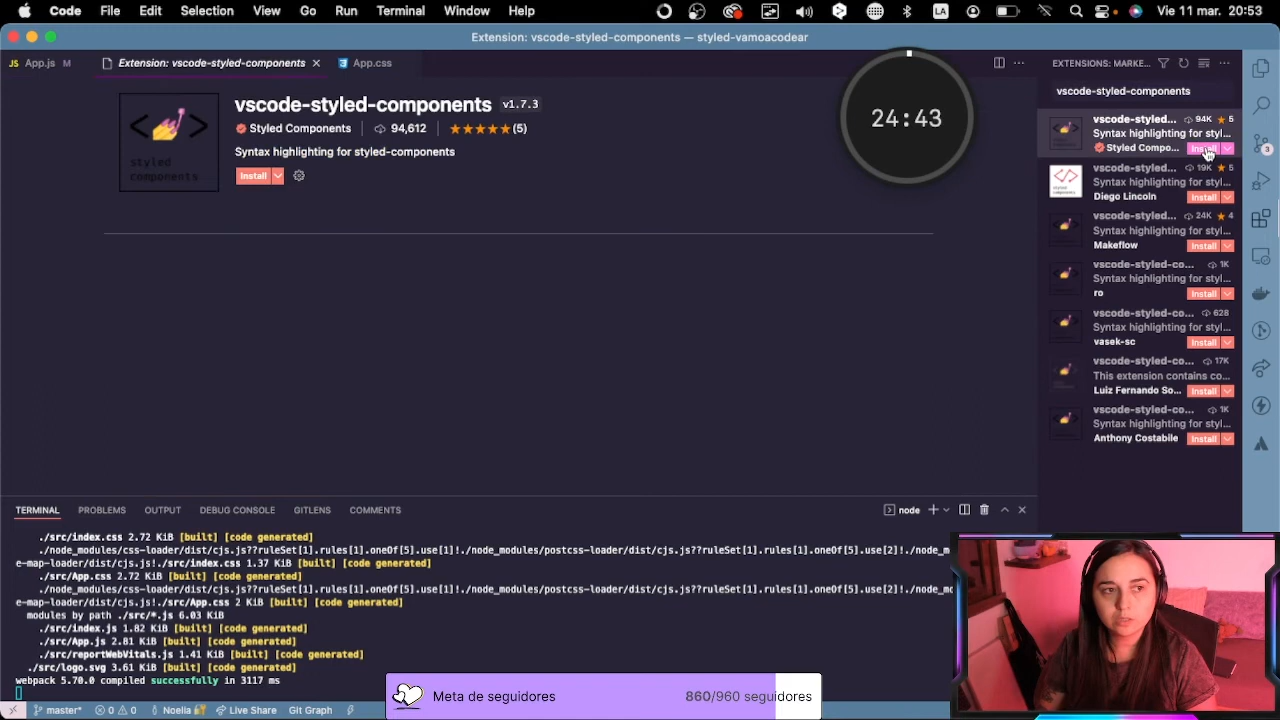 Code File Edit Selection View Go Run Terminal Window Help LA Vie 11 mar. 20:53
Extension: vscode-styled-components — styled-vamoacodear
JS App.js M Extension: vscode-styled-components App.css
EXTENSIONS: MARKE...
24:43
vscode-styled-components v1.7.3
Styled Components 94,612 (5)
Syntax highlighting for styled-components
Install
styled
components
vscode-styled-components
vscode-styled... 94K 5
Syntax highlighting for styl...
Styled Compo... Install
3
vscode-styled... 19K 5
Syntax highlighting for styl...
Diego Lincoln Install
vscode-styled... 24K 4
Syntax highlighting for styl...
Makeflow Install
vscode-styled-co... 1K
Syntax highlighting for styl...
ro Install
vscode-styled-co... 628
Syntax highlighting for styl...
vasek-sc Install
vscode-styled-co... 17K
This extension contains co...
Luiz Fernando So... Install
vscode-styled-co... 1K
Syntax highlighting for styl...
Anthony Costabile Install
TERMINAL PROBLEMS OUTPUT DEBUG CONSOLE GITLENS COMMENTS node
./src/index.css 2.72 KiB [built] [code generated]
./node_modules/css-loader/dist/cjs.js??ruleSet[1].rules[1].oneOf[5].use[1]!./node_modules/postcss-loader/dist/cjs.js??ruleSet[1].rules[1].oneOf[5].use[2]!./node_mo
e-map-loader/dist/cjs.js!./src/index.css 1.37 KiB [built] [code generated]
./src/App.css 2.72 KiB [built] [code generated]
./node_modules/css-loader/dist/cjs.js??ruleSet[1].rules[1].oneOf[5].use[1]!./node_modules/postcss-loader/dist/cjs.js??ruleSet[1].rules[1].oneOf[5].use[2]!./node_mo
e-map-loader/dist/cjs.js!./src/App.css 2 KiB [built] [code generated]
modules by path ./src/*.js 6.03 KiB
./src/index.js 1.82 KiB [built] [code generated]
./src/App.js 2.81 KiB [built] [code generated]
./src/reportWebVitals.js 1.41 KiB [built] [code generated]
./src/logo.svg 3.61 KiB [built] [code generated]
webpack 5.70.0 compiled successfully in 3117 ms
Meta de seguidores 860/960 seguidores
master* 0 0 Noelia Live Share Git Graph